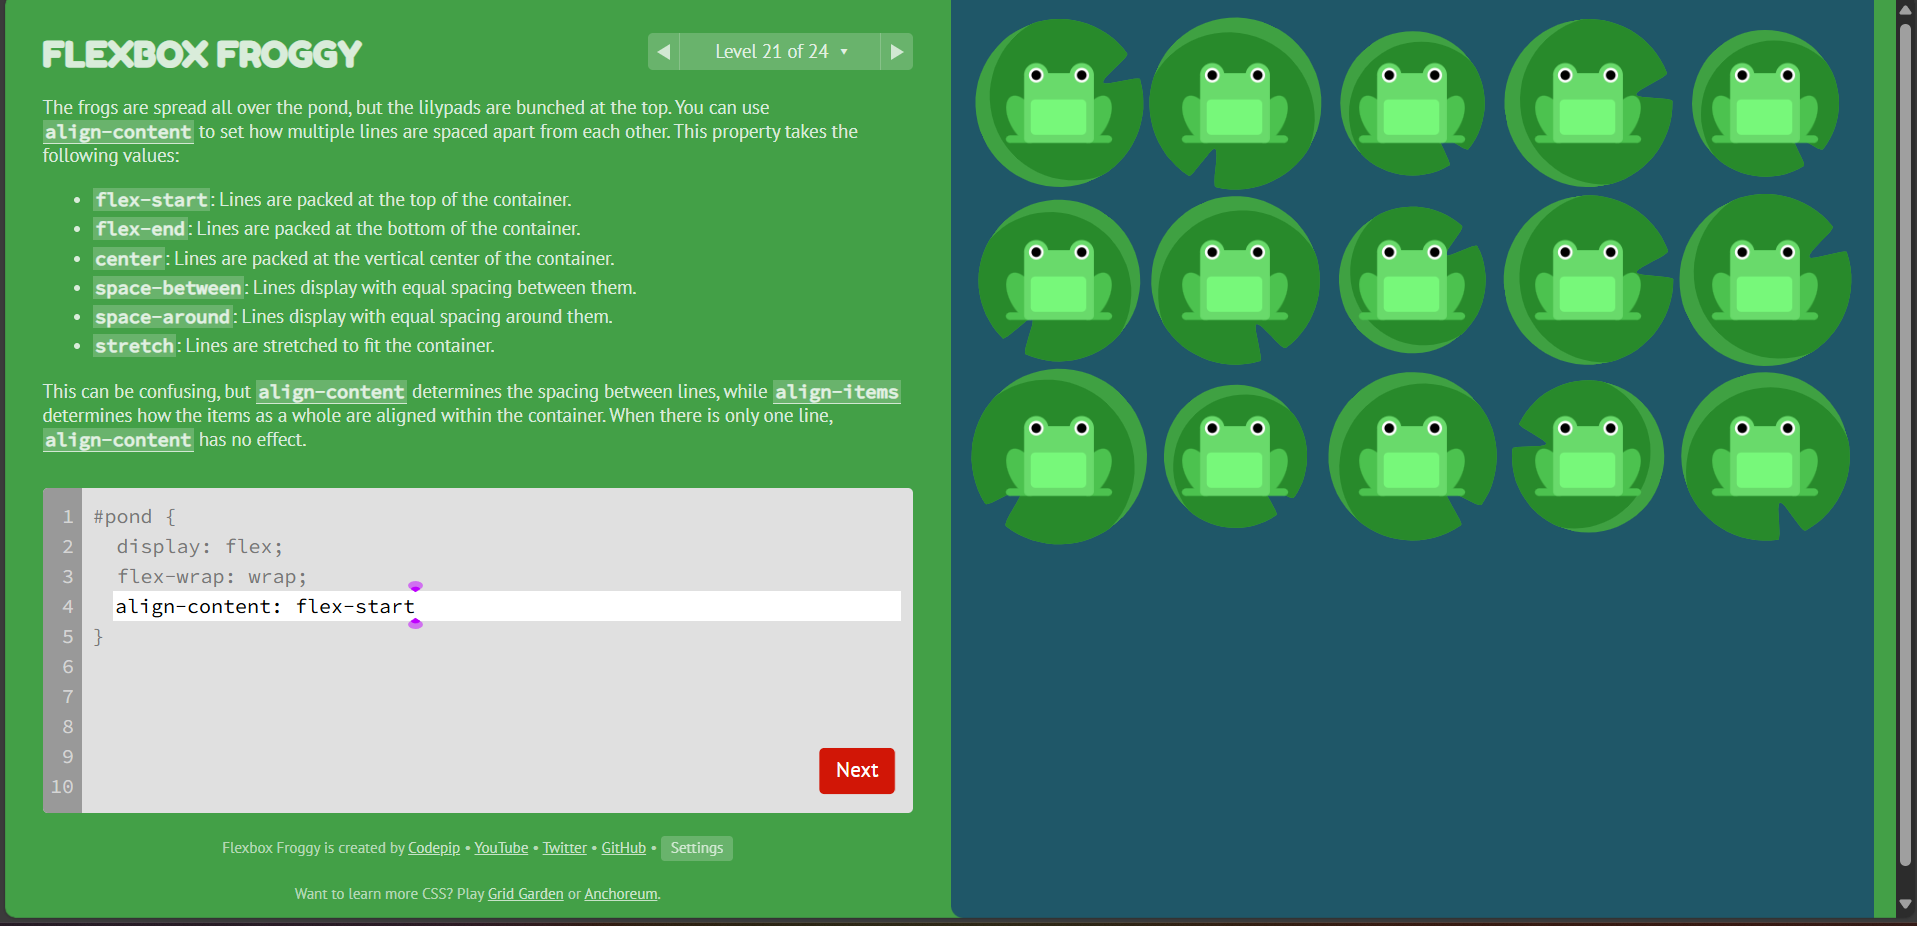 FLEXBOX FROGGY
Level 21 of 24
The frogs are spread all over the pond, but the lilypads are bunched at the top. You can use
align-content to set how multiple lines are spaced apart from each other. This property takes the
following values:
• flex-start: Lines are packed at the top of the container.
• flex-end: Lines are packed at the bottom of the container.
• center: Lines are packed at the vertical center of the container.
• space-between: Lines display with equal spacing between them.
• space-around: Lines display with equal spacing around them.
• stretch: Lines are stretched to fit the container.
This can be confusing, but align-content determines the spacing between lines, while align-items
determines how the items as a whole are aligned within the container. When there is only one line,
align-content has no effect.
1 #pond {
2 display: flex;
3 flex-wrap: wrap;
4 align-content: flex-start
5 }
6
7
8
9
10
Next
Flexbox Froggy is created by Codepip • YouTube • Twitter • GitHub • Settings
Want to learn more CSS? Play Grid Garden or Anchoreum.